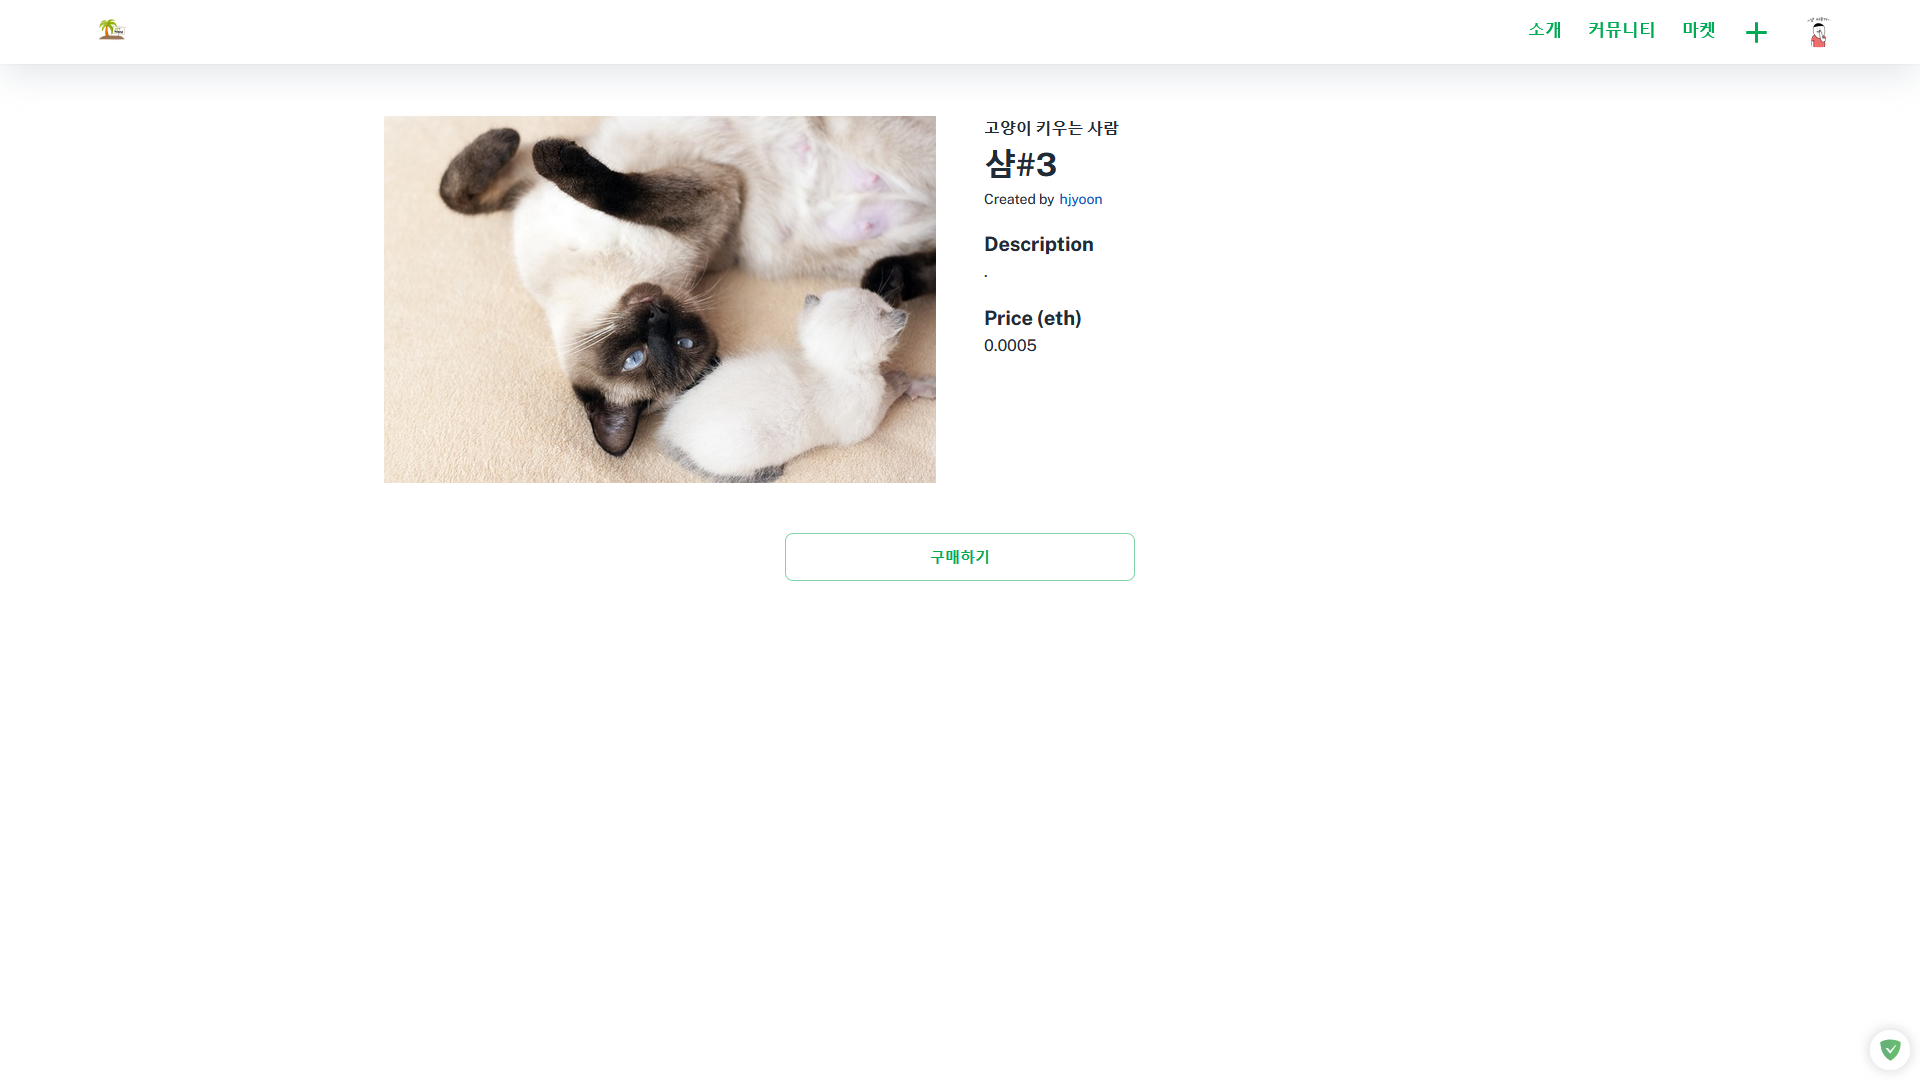 소개 커뮤니티 마켓
고양이 키우는 사람
샴#3
Created by hjyoon
Description
.
Price (eth)
0.0005
구매하기